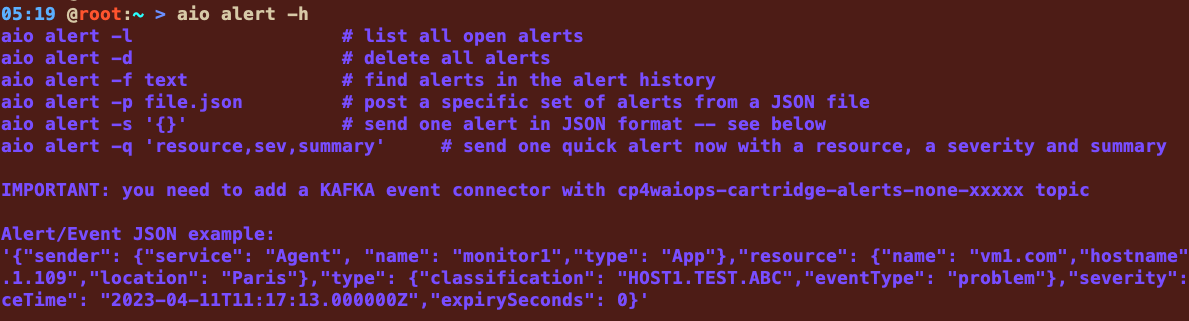 05:19 @root:~ > aio alert -h
aio alert -l                   # list all open alerts
aio alert -d                   # delete all alerts
aio alert -f text              # find alerts in the alert history
aio alert -p file.json         # post a specific set of alerts from a JSON file
aio alert -s '{}'              # send one alert in JSON format -- see below
aio alert -q 'resource,sev,summary'     # send one quick alert now with a resource, a severity and summary
IMPORTANT: you need to add a KAFKA event connector with cp4waiops-cartridge-alerts-none-xxxxx topic
Alert/Event JSON example:
'{"sender": {"service": "Agent", "name": "monitor1","type": "App"},"resource": {"name": "vm1.com","hostname"
.1.109","location": "Paris"},"type": {"classification": "HOST1.TEST.ABC","eventType": "problem"},"severity":
ceTime": "2023-04-11T11:17:13.000000Z","expirySeconds": 0}'